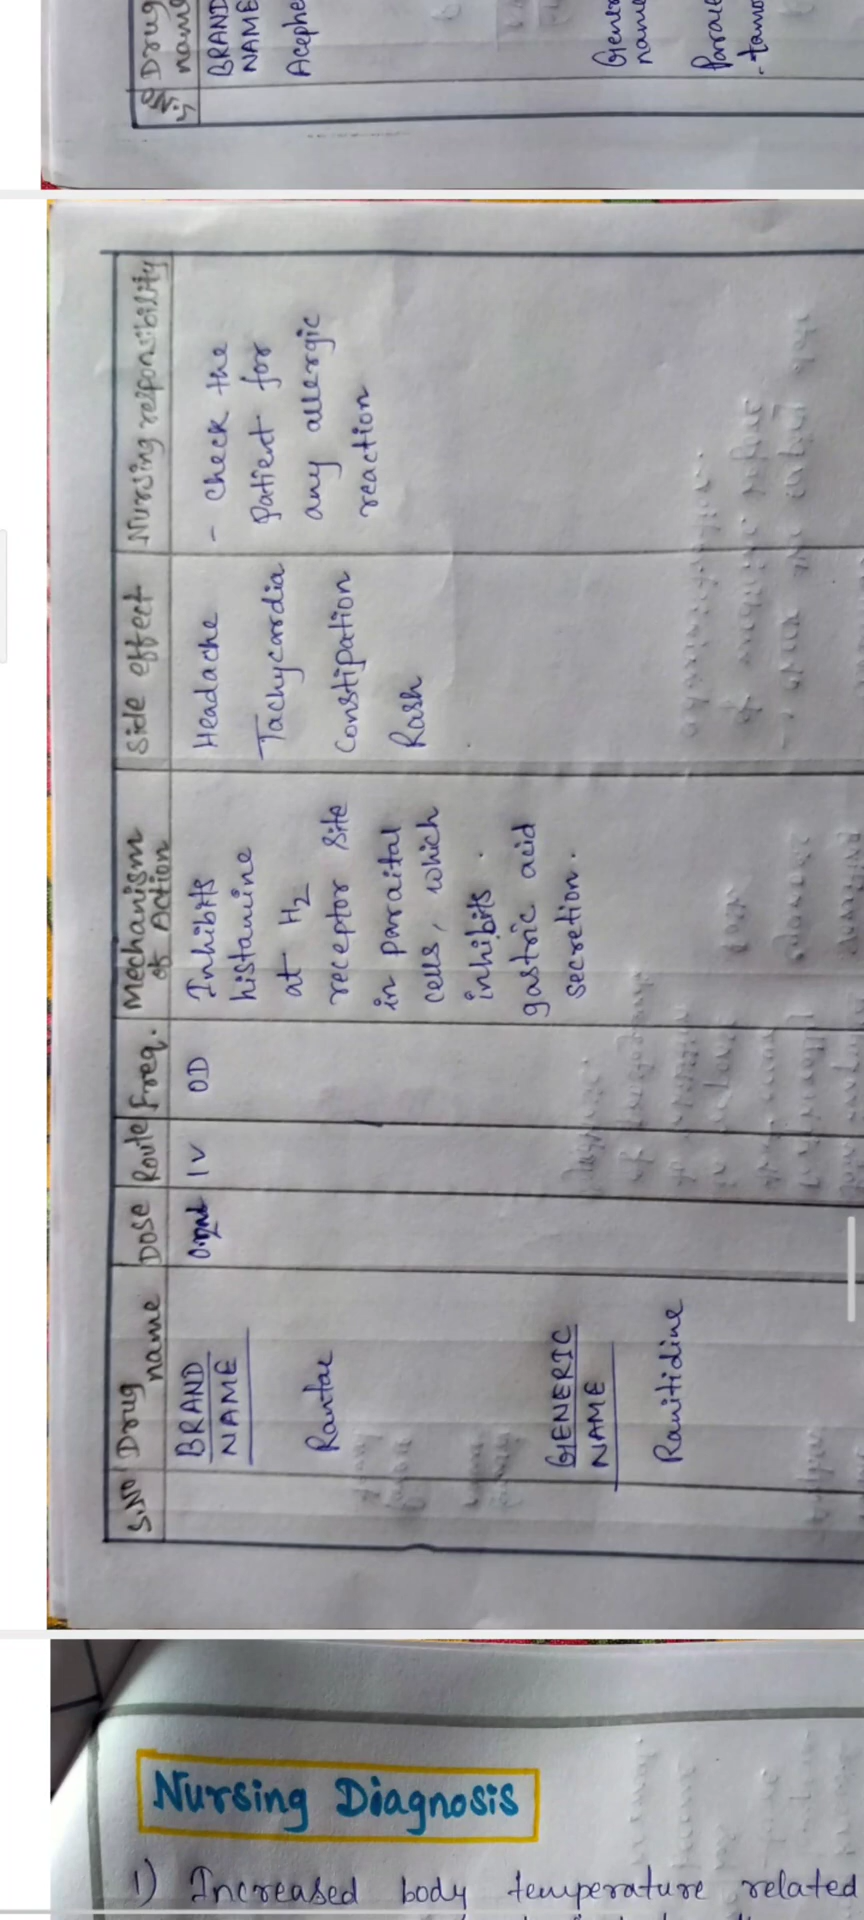 S.NO
Drug
name
BRAND
NAME
Acephe
Gener
name
Parace
-tamo
S.NO
Drug
name
DOSE
Route
Freq.
Mechanism
of Action
Side effect
Nursing responsibility
BRAND
NAME
Rantac
GENERIC
NAME
Ranitidine
IV
OD
Inhibits
histamine
at H2
receptor site
in paraital
cells, which
inhibits.
gastric acid
secretion.
Headache
Tachycardia
Constipation
Rash
- check the
patient for
any allergic
reaction
Nursing Diagnosis
1) Increased body temperature related